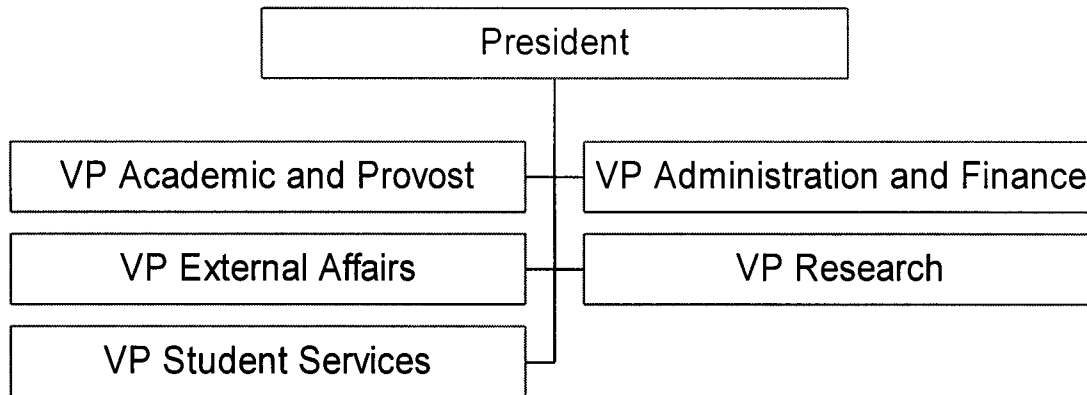 President
VP Academic and Provost
VP Administration and Finance
VP External Affairs
VP Research
VP Student Services